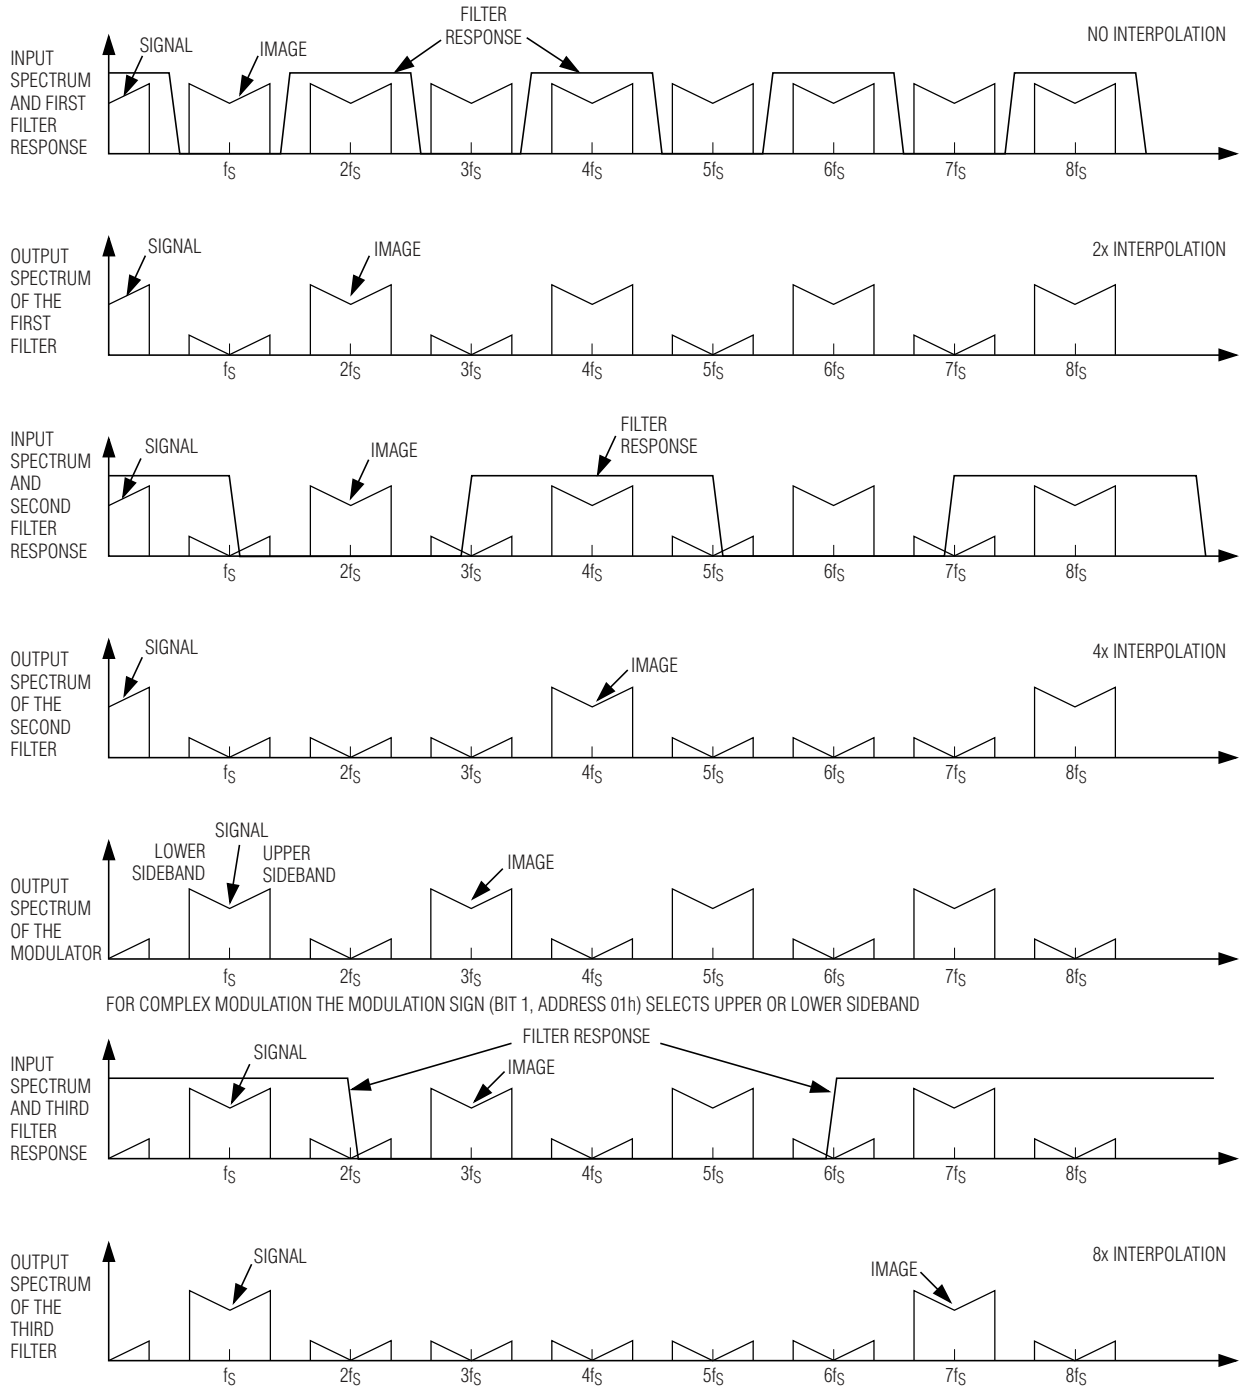 FILTER
RESPONSE
NO INTERPOLATION
SIGNAL
IMAGE
INPUT
SPECTRUM
AND FIRST
FILTER
RESPONSE
fS 2fS 3fS 4fS 5fS 6fS 7fS 8fS
SIGNAL
IMAGE
2x INTERPOLATION
OUTPUT
SPECTRUM
OF THE
FIRST
FILTER
fS 2fS 3fS 4fS 5fS 6fS 7fS 8fS
FILTER
RESPONSE
SIGNAL
IMAGE
INPUT
SPECTRUM
AND
SECOND
FILTER
RESPONSE
fS 2fS 3fS 4fS 5fS 6fS 7fS 8fS
SIGNAL
IMAGE
4x INTERPOLATION
OUTPUT
SPECTRUM
OF THE
SECOND
FILTER
fS 2fS 3fS 4fS 5fS 6fS 7fS 8fS
SIGNAL
LOWER
SIDEBAND
UPPER
SIDEBAND
IMAGE
OUTPUT
SPECTRUM
OF THE
MODULATOR
fS 2fS 3fS 4fS 5fS 6fS 7fS 8fS
FOR COMPLEX MODULATION THE MODULATION SIGN (BIT 1, ADDRESS 01h) SELECTS UPPER OR LOWER SIDEBAND
FILTER RESPONSE
SIGNAL
IMAGE
INPUT
SPECTRUM
AND THIRD
FILTER
RESPONSE
fS 2fS 3fS 4fS 5fS 6fS 7fS 8fS
SIGNAL
IMAGE
8x INTERPOLATION
OUTPUT
SPECTRUM
OF THE
THIRD
FILTER
fS 2fS 3fS 4fS 5fS 6fS 7fS 8fS